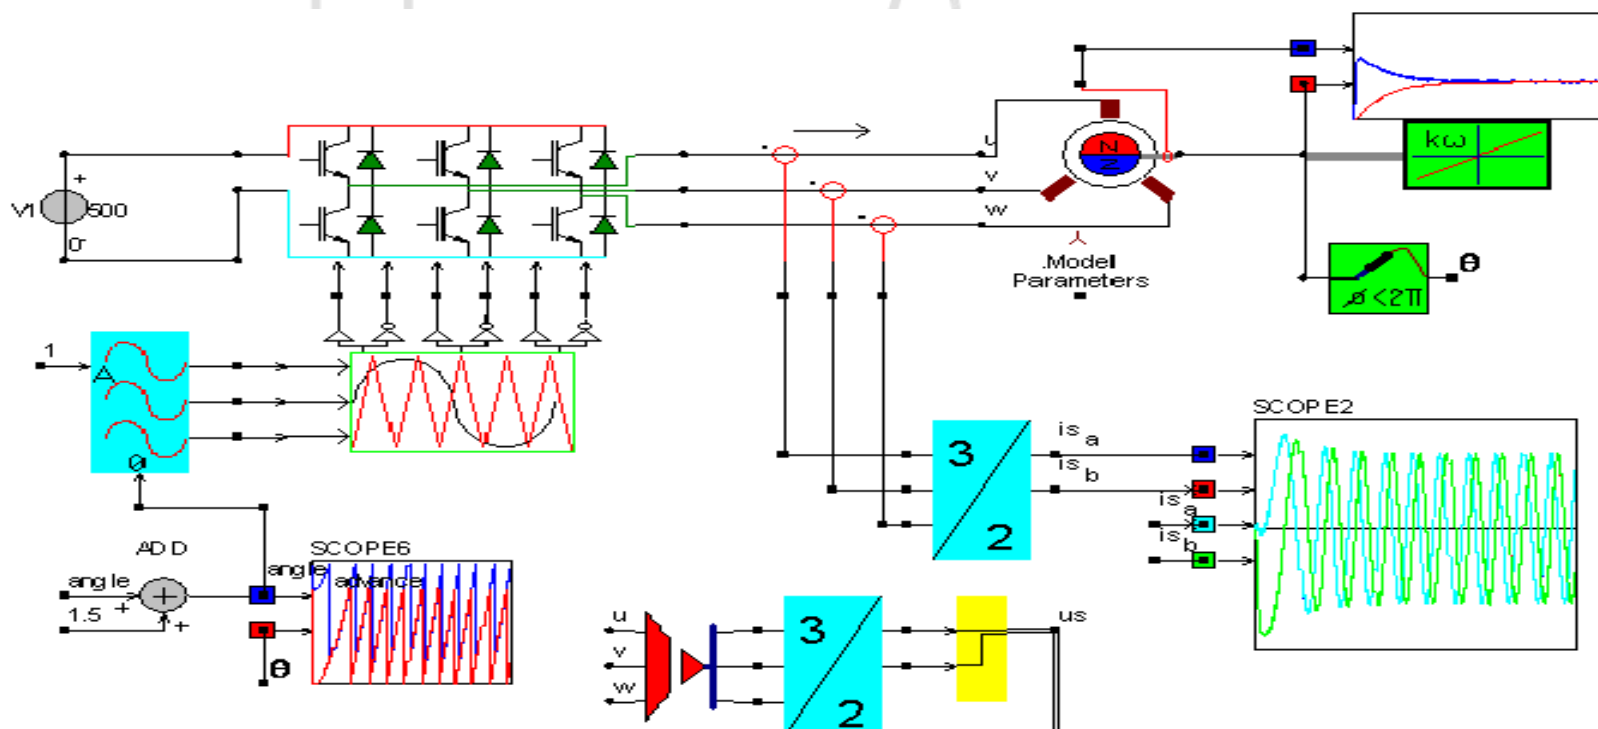 kω
u
v
w
+
V1 500
0
.Modell
Parameters
θ
ø<2π
1
A
SCOPE2
3
2
is a
is b
is a
is b
ADD
SCOPE6
angle
angle
advance
1.5
+
+
θ
u
v
w
3
2
us